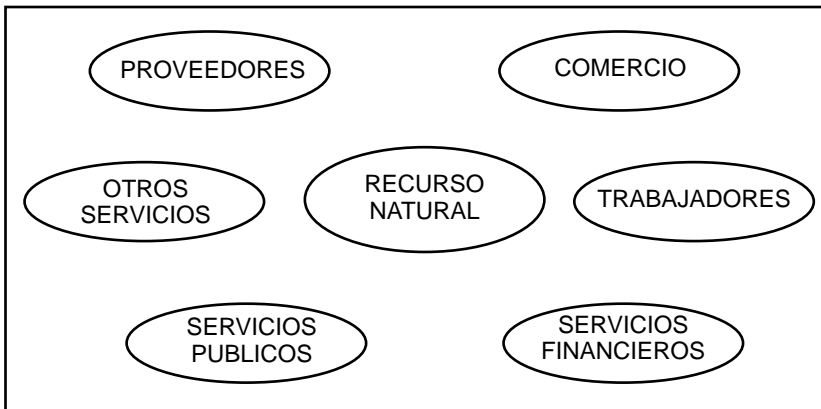 PROVEEDORES
COMERCIO
OTROS
SERVICIOS
RECURSO
NATURAL
TRABAJADORES
SERVICIOS
PUBLICOS
SERVICIOS
FINANCIEROS